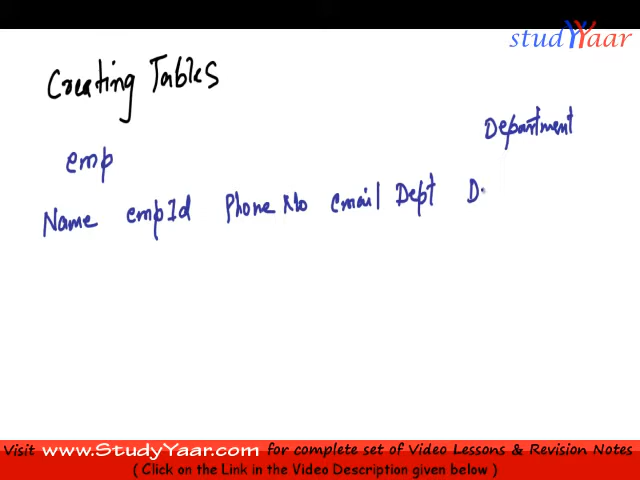 studYYaar
Creating Tables
Department
emp
Name empId Phone No email Dept D
Visit www.StudyYaar.com for complete set of Video Lessons & Revision Notes
( Click on the Link in the Video Description given below )